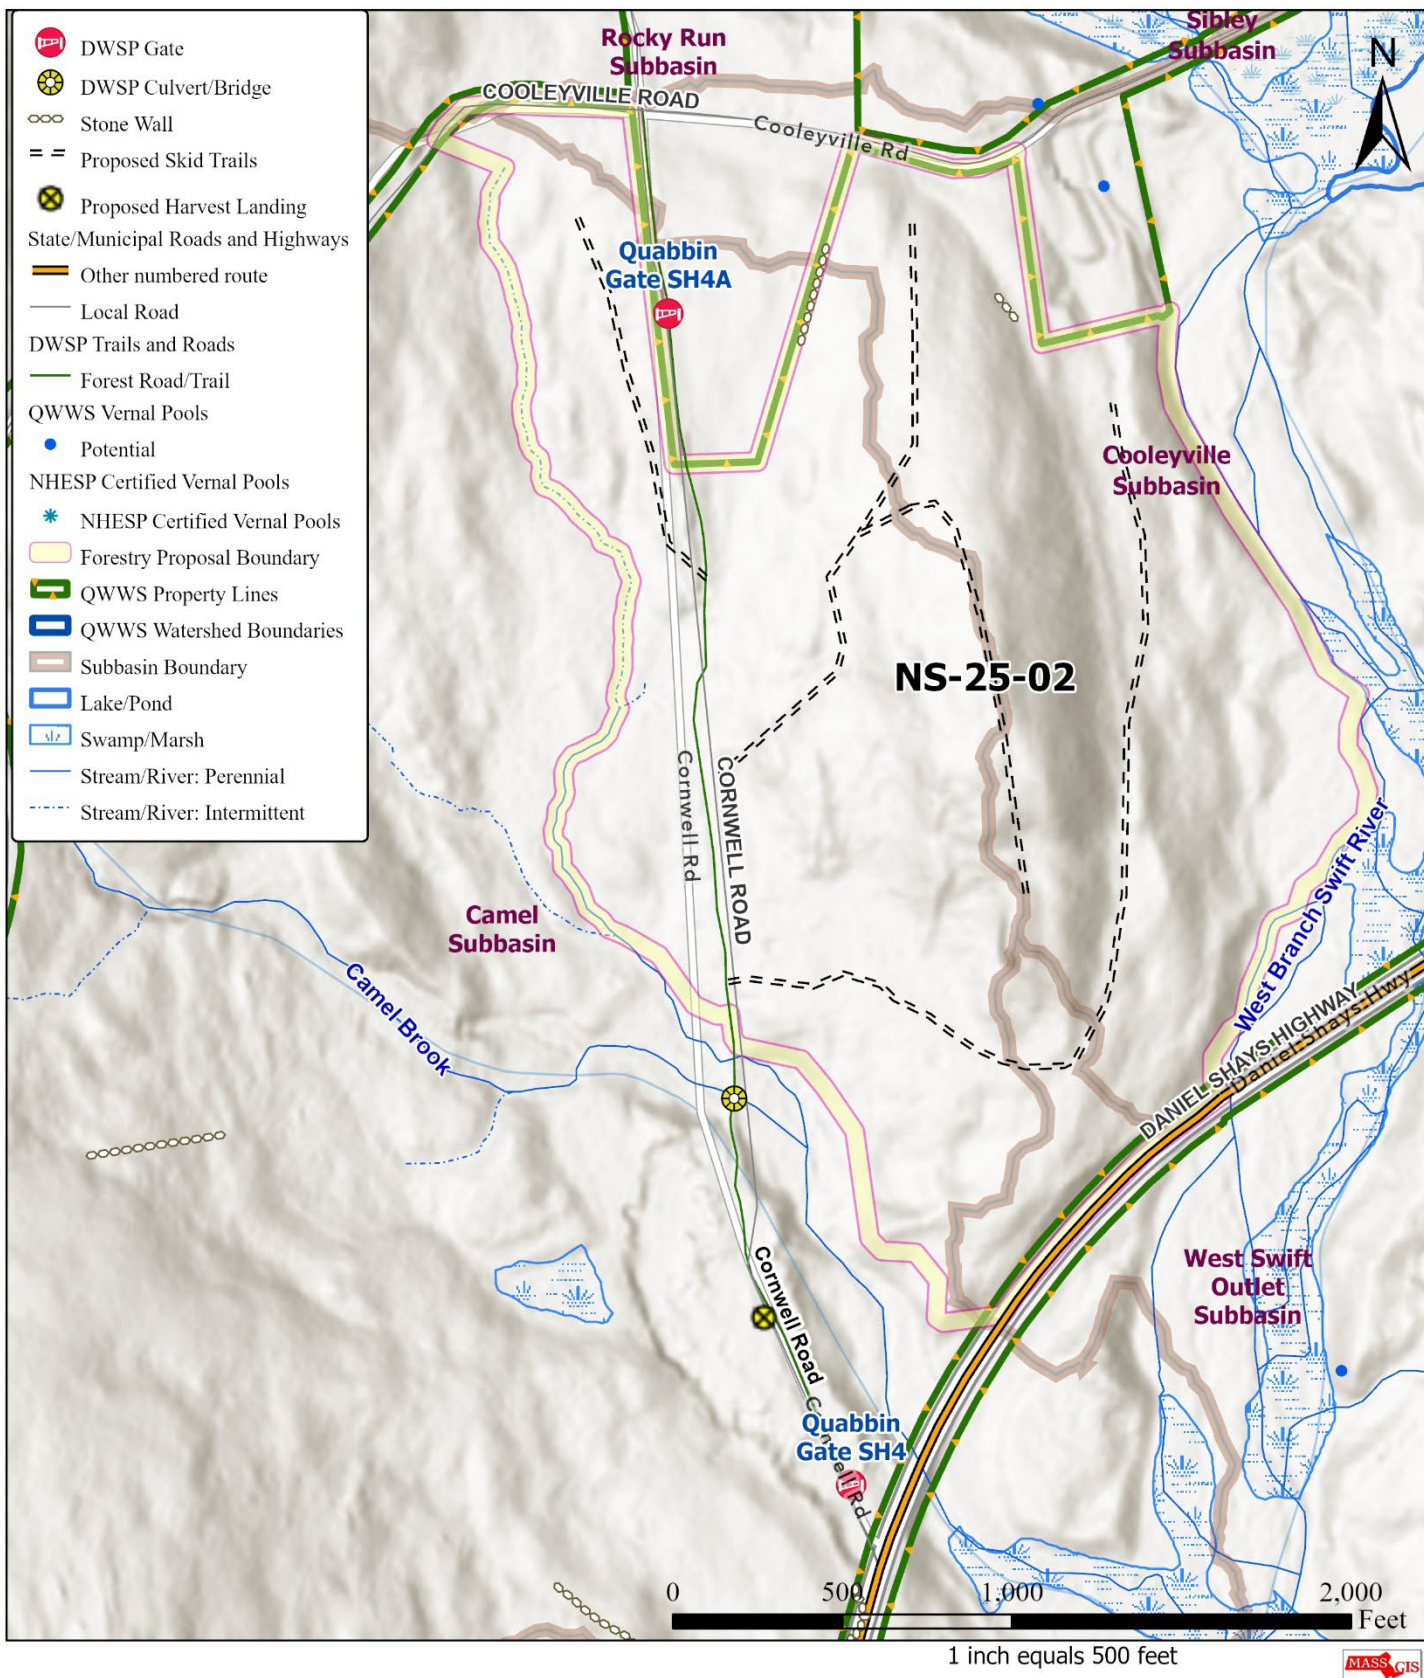 DWSP Gate
DWSP Culvert/Bridge
Stone Wall
Proposed Skid Trails
Proposed Harvest Landing
State/Municipal Roads and Highways
Other numbered route
Local Road
DWSP Trails and Roads
Forest Road/Trail
QWWS Vernal Pools
Potential
NHESP Certified Vernal Pools
NHESP Certified Vernal Pools
Forestry Proposal Boundary
QWWS Property Lines
QWWS Watershed Boundaries
Subbasin Boundary
Lake/Pond
Swamp/Marsh
Stream/River: Perennial
Stream/River: Intermittent
Rocky Run
Subbasin
Sibley
Subbasin
N
COOLEYVILLE ROAD
Cooleyville Rd
Quabbin
Gate SH4A
Cooleyville
Subbasin
NS-25-02
Cornwell Rd
CORNWELL ROAD
West Branch Swift River
Camel
Subbasin
Camel Brook
DANIEL SHAYS HIGHWAY
Daniel Shays Hwy
West Swift
Outlet
Subbasin
Cornwell Road
Cornwell Rd
Quabbin
Gate SH4
0 500 1,000 2,000
Feet
1 inch equals 500 feet
MASS GIS